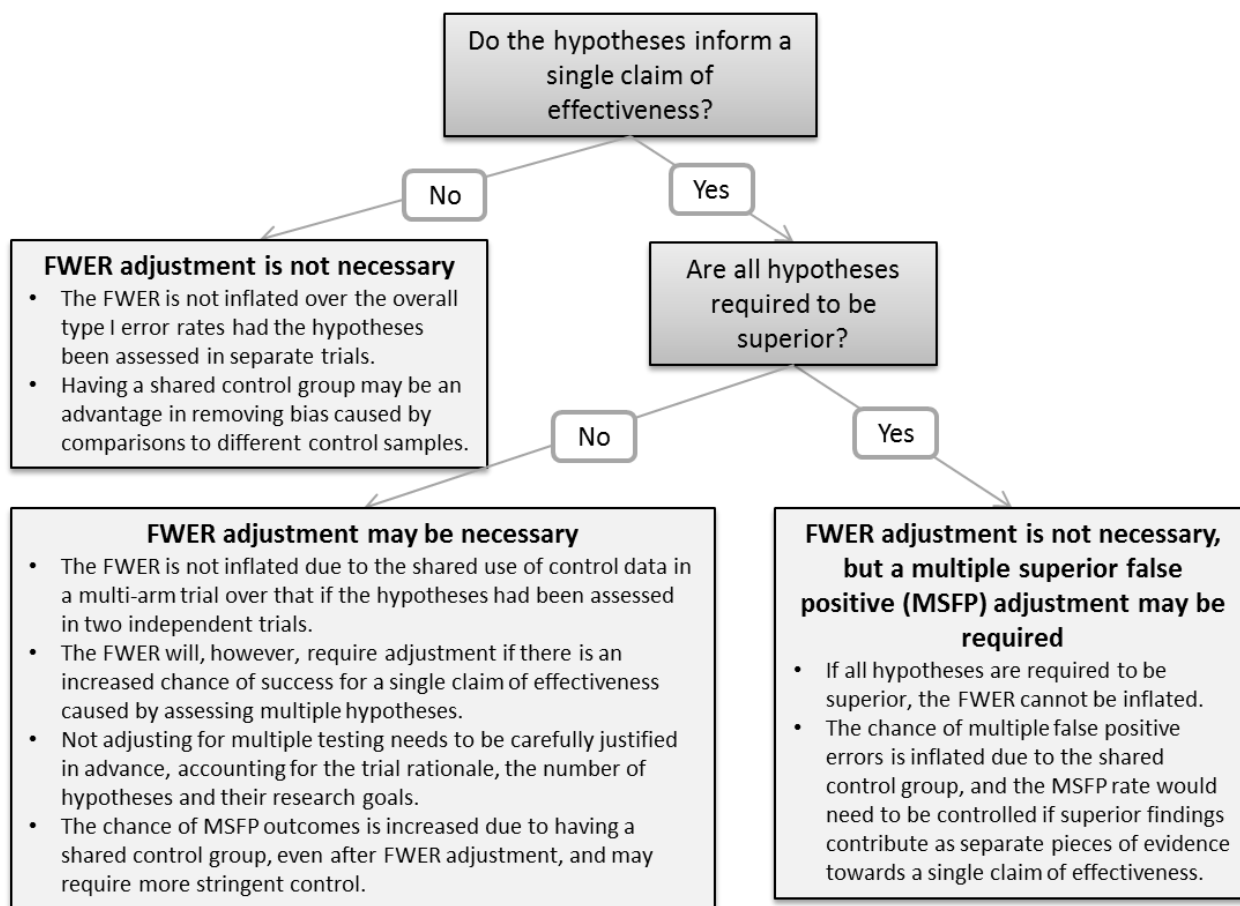 Do the hypotheses inform a
single claim of
effectiveness?
No
Yes
FWER adjustment is not necessary
• The FWER is not inflated over the overall
type I error rates had the hypotheses
been assessed in separate trials.
• Having a shared control group may be an
advantage in removing bias caused by
comparisons to different control samples.
Are all hypotheses
required to be
superior?
No
Yes
FWER adjustment may be necessary
• The FWER is not inflated due to the shared use of control data in
a multi-arm trial over that if the hypotheses had been assessed
in two independent trials.
• The FWER will, however, require adjustment if there is an
increased chance of success for a single claim of effectiveness
caused by assessing multiple hypotheses.
• Not adjusting for multiple testing needs to be carefully justified
in advance, accounting for the trial rationale, the number of
hypotheses and their research goals.
• The chance of MSFP outcomes is increased due to having a
shared control group, even after FWER adjustment, and may
require more stringent control.
FWER adjustment is not necessary,
but a multiple superior false
positive (MSFP) adjustment may be
required
• If all hypotheses are required to be
superior, the FWER cannot be inflated.
• The chance of multiple false positive
errors is inflated due to the shared
control group, and the MSFP rate would
need to be controlled if superior findings
contribute as separate pieces of evidence
towards a single claim of effectiveness.